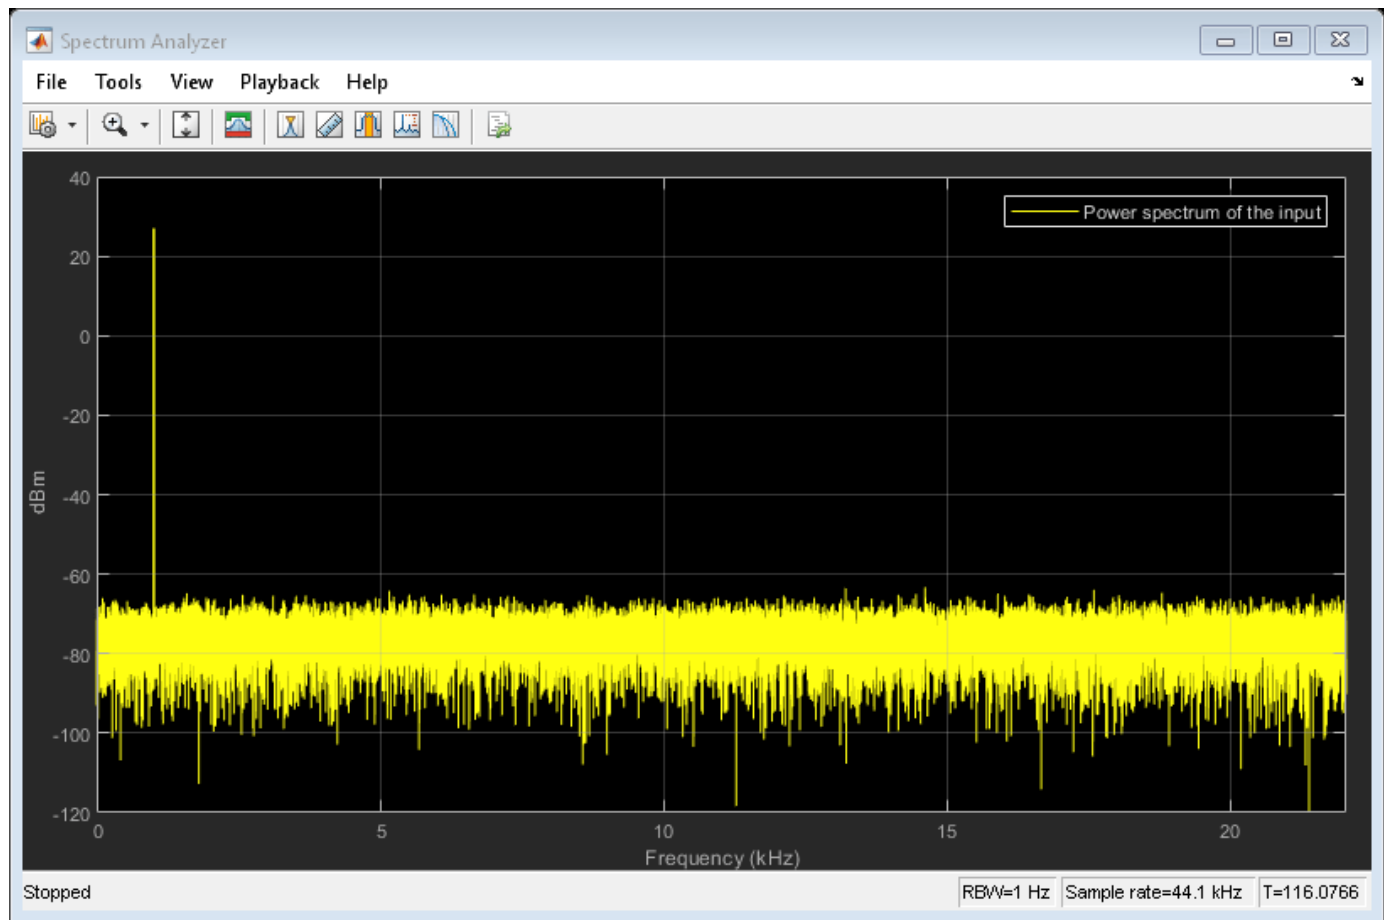 Spectrum Analyzer
File Tools View Playback Help
40
20
0
-20
-40
-60
-80
-100
-120
dBm
Power spectrum of the input
0 5 10 15 20
Frequency (kHz)
Stopped RBW=1 Hz Sample rate=44.1 kHz T=116.0766